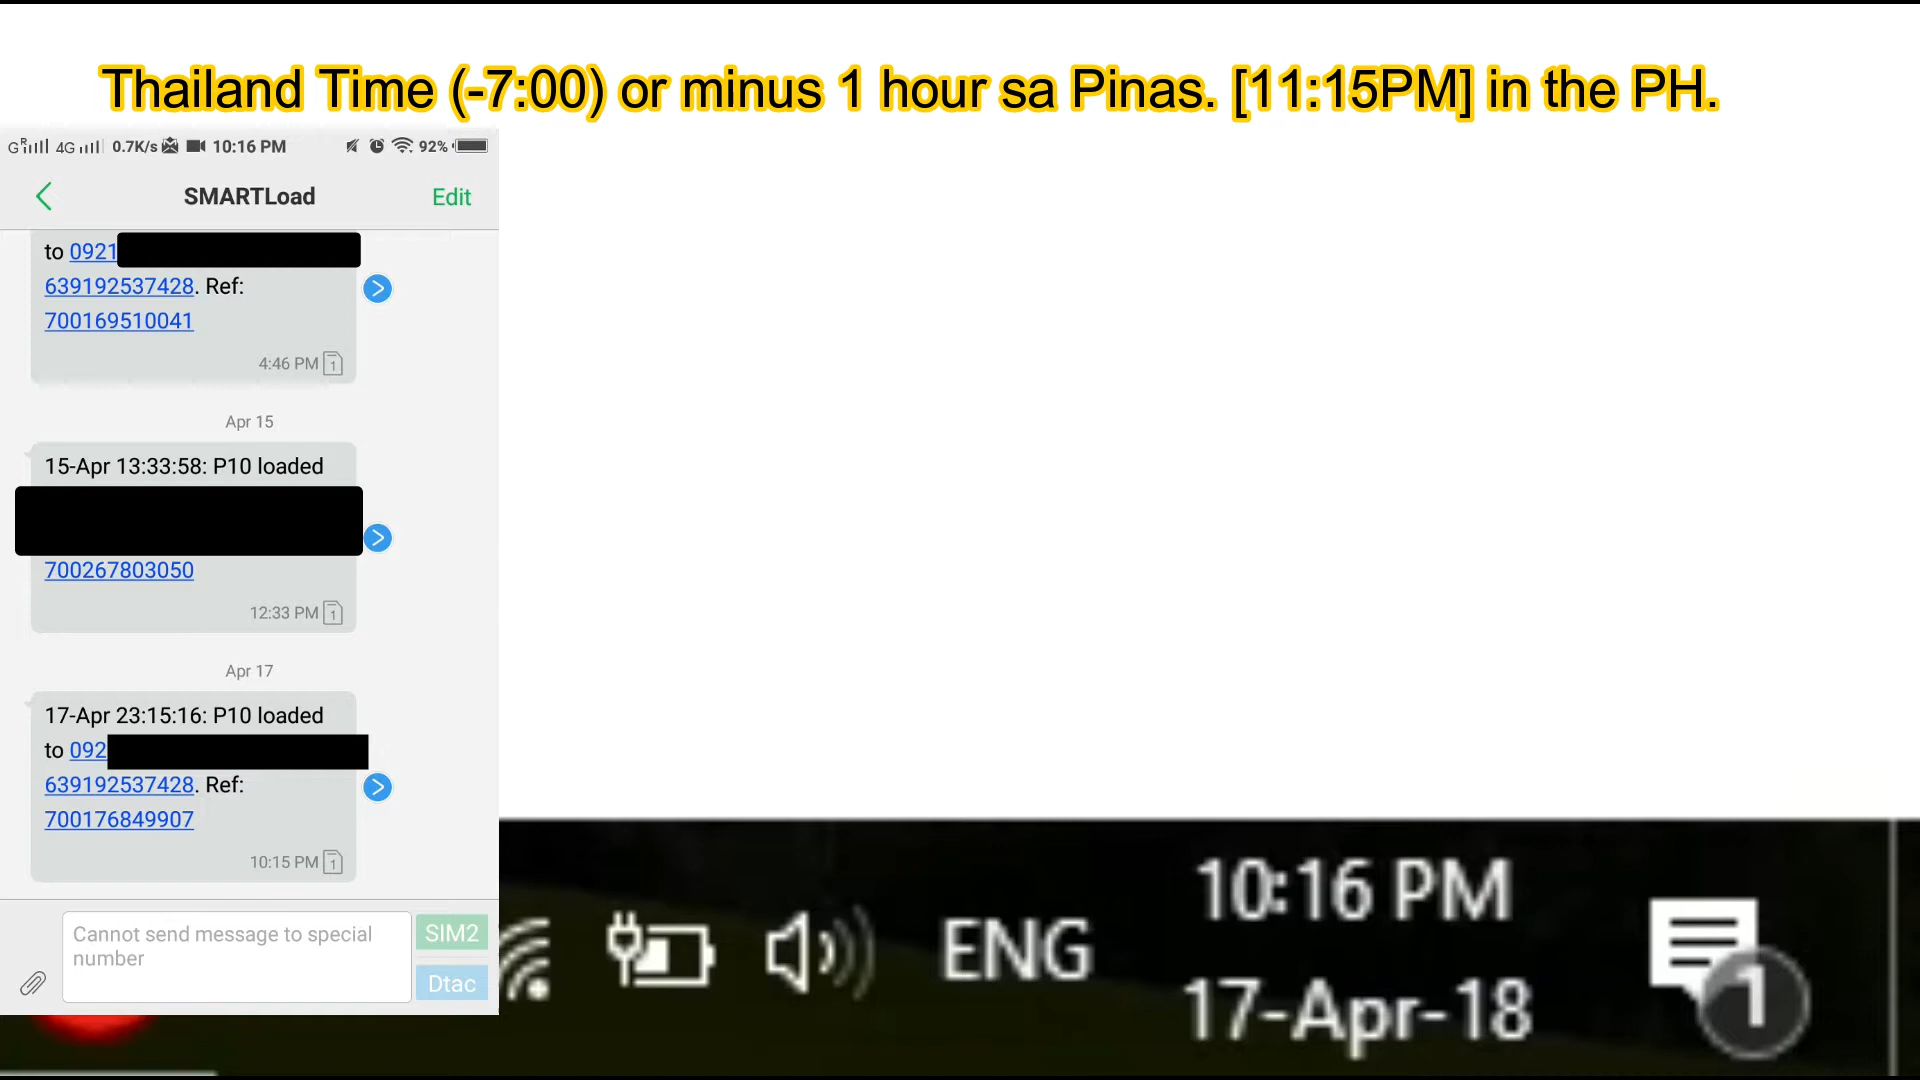 Thailand Time (-7:00) or minus 1 hour sa Pinas. [11:15PM] in the PH.
G R 4G 0.7K/s 10:16 PM 92%
SMARTLoad Edit
to 0921
639192537428. Ref:
700169510041
4:46 PM 1
Apr 15
15-Apr 13:33:58: P10 loaded
700267803050
12:33 PM 1
Apr 17
17-Apr 23:15:16: P10 loaded
to 092
639192537428. Ref:
700176849907
10:15 PM 1
Cannot send message to special
number
SIM2
Dtac
ENG
10:16 PM
17-Apr-18
1